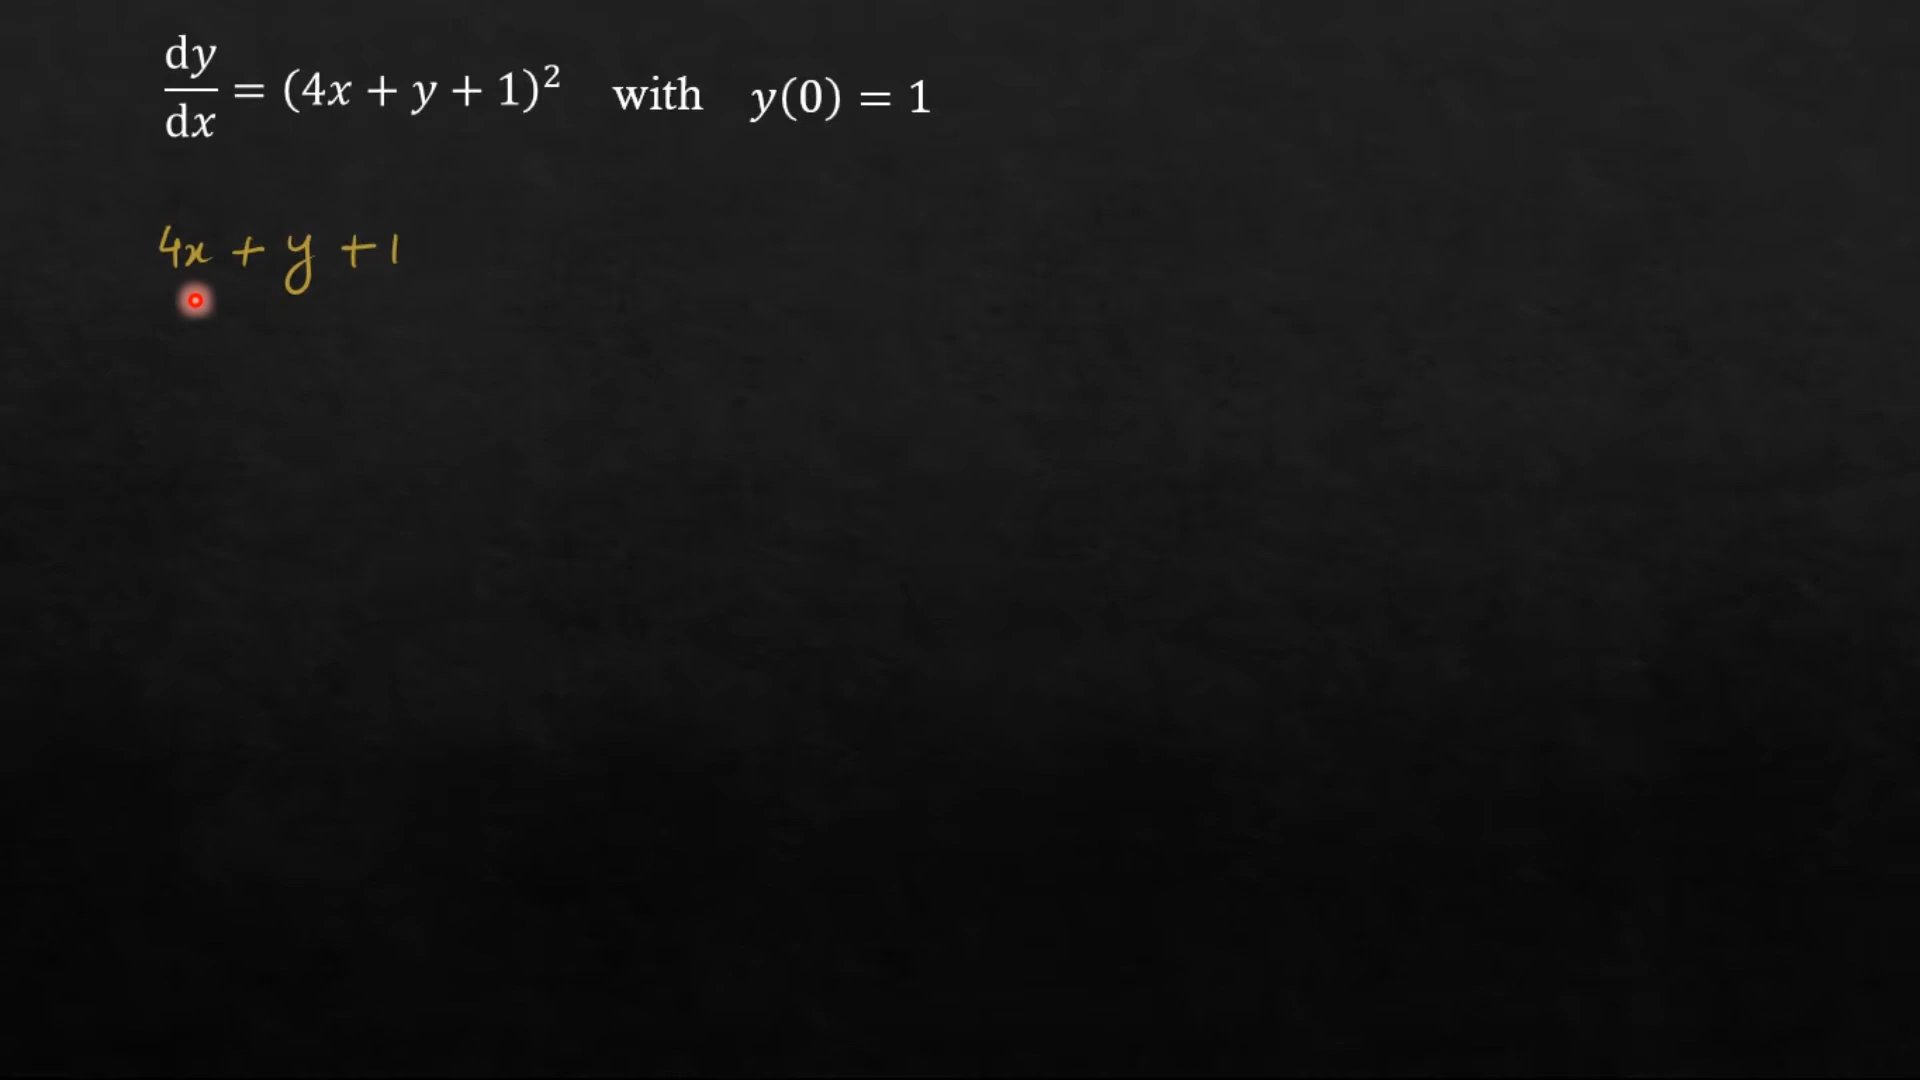 dy/dx = (4x + y + 1)² with y(0) = 1
4x + y + 1